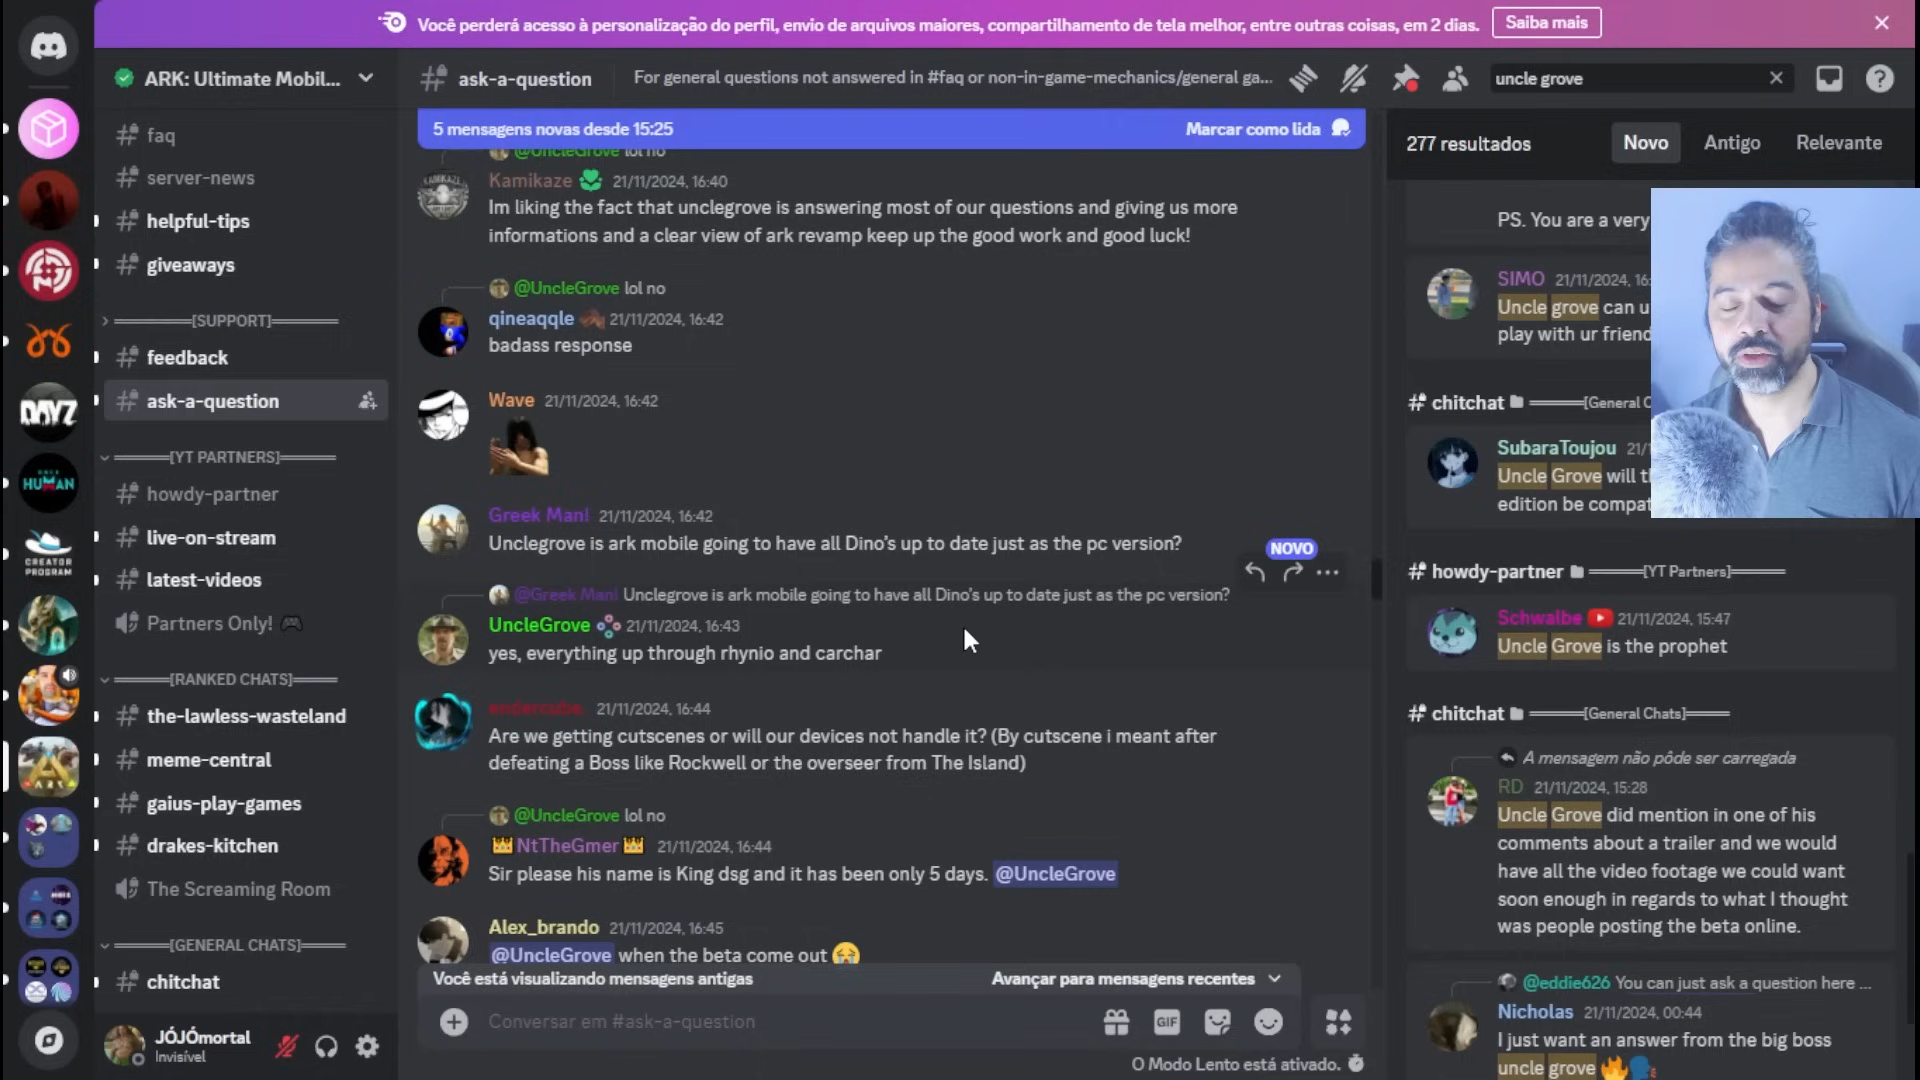 Você perderá acesso à personalização do perfil, envio de arquivos maiores, compartilhamento de tela melhor, entre outras coisas, em 2 dias.
Saiba mais
ARK: Ultimate Mobil...
ask-a-question
For general questions not answered in #faq or non-in-game-mechanics/general ga...
uncle grove
faq
server-news
helpful-tips
giveaways
[SUPPORT]
feedback
ask-a-question
[YT PARTNERS]
howdy-partner
live-on-stream
latest-videos
Partners Only!
[RANKED CHATS]
the-lawless-wasteland
meme-central
gaius-play-games
drakes-kitchen
The Screaming Room
[GENERAL CHATS]
chitchat
JÓJÓmortal
Invisível
DAYZ
HUMAN
CREATOR
PROGRAM
5 mensagens novas desde 15:25
Marcar como lida
@UncleGrove lol no
Kamikaze 21/11/2024, 16:40
Im liking the fact that unclegrove is answering most of our questions and giving us more
informations and a clear view of ark revamp keep up the good work and good luck!
@UncleGrove lol no
qineaqqle 21/11/2024, 16:42
badass response
Wave 21/11/2024, 16:42
Greek Man! 21/11/2024, 16:42
Unclegrove is ark mobile going to have all Dino's up to date just as the pc version?
NOVO
@Greek Man! Unclegrove is ark mobile going to have all Dino's up to date just as the pc version?
UncleGrove 21/11/2024, 16:43
yes, everything up through rhynio and carchar
endercube. 21/11/2024, 16:44
Are we getting cutscenes or will our devices not handle it? (By cutscene i meant after
defeating a Boss like Rockwell or the overseer from The Island)
@UncleGrove lol no
NtTheGmer 21/11/2024, 16:44
Sir please his name is King dsg and it has been only 5 days. @UncleGrove
Alex_brando 21/11/2024, 16:45
@UncleGrove when the beta come out
Você está visualizando mensagens antigas
Avançar para mensagens recentes
Conversar em #ask-a-question
GIF
O Modo Lento está ativado.
277 resultados
Novo
Antigo
Relevante
PS. You are a very
SIMO 21/11/2024, 16:
Uncle grove can u
play with ur friend
chitchat [General C
SubaraToujou 21/1
Uncle Grove will t
edition be compat
howdy-partner [YT Partners]
Schwalbe 21/11/2024, 15:47
Uncle Grove is the prophet
chitchat [General Chats]
A mensagem não pôde ser carregada
RD 21/11/2024, 15:28
Uncle Grove did mention in one of his
comments about a trailer and we would
have all the video footage we could want
soon enough in regards to what I thought
was people posting the beta online.
@eddie626 You can just ask a question here ...
Nicholas 21/11/2024, 00:44
I just want an answer from the big boss
uncle grove